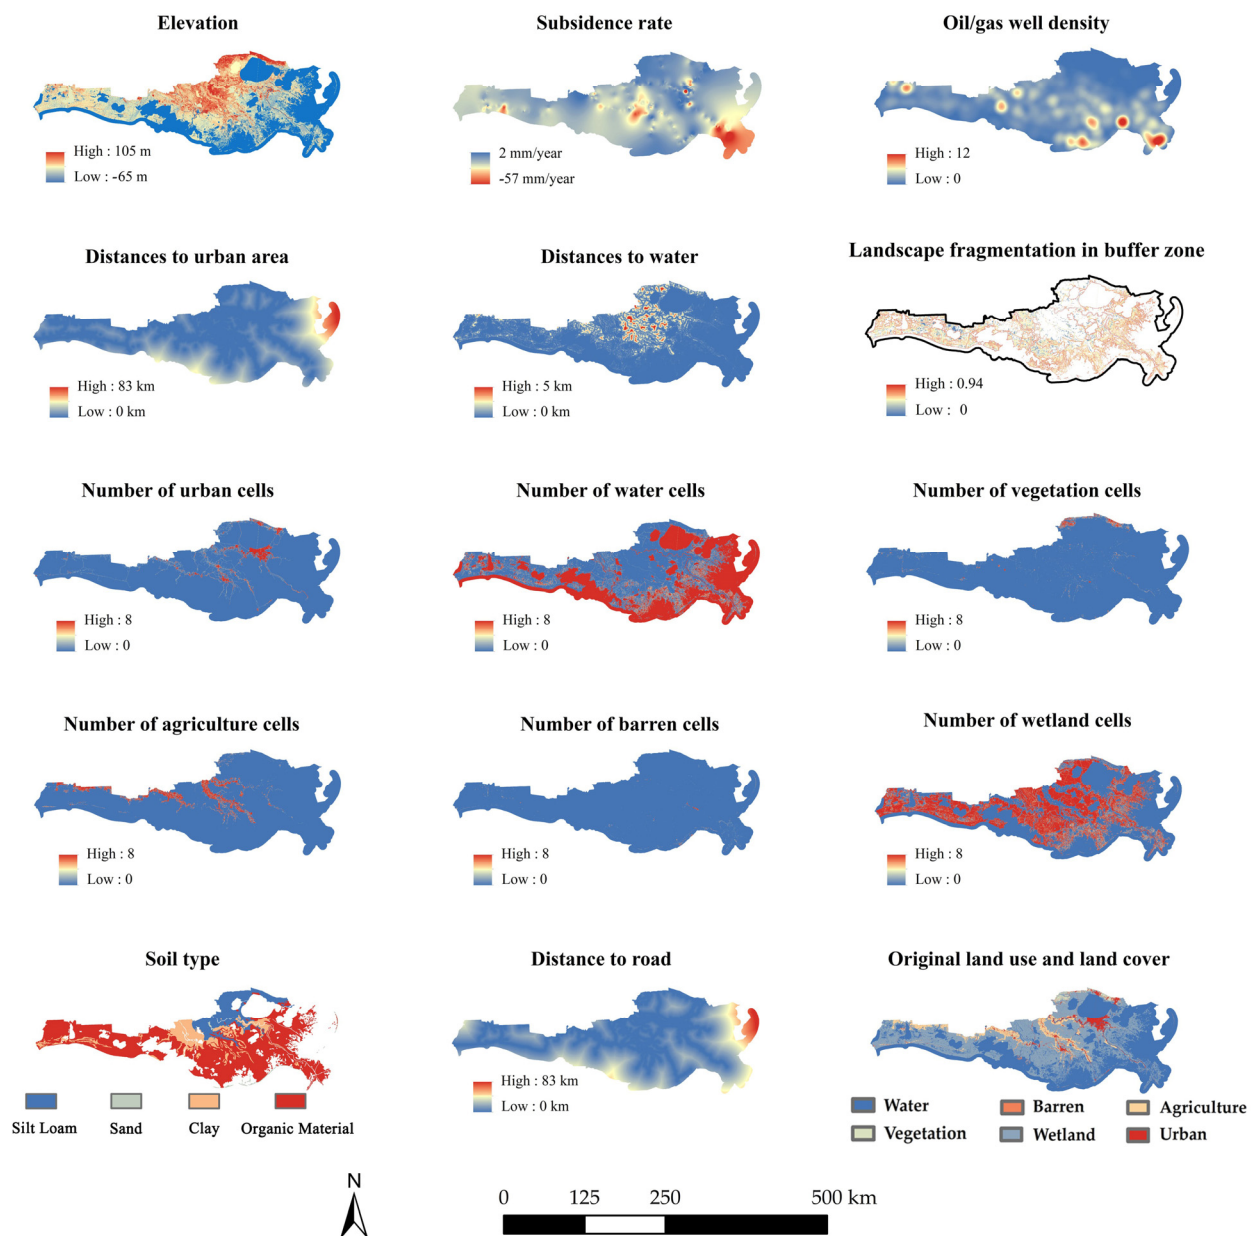 Elevation
Subsidence rate
Oil/gas well density
High : 105 m
Low : -65 m
2 mm/year
-57 mm/year
High : 12
Low : 0
Distances to urban area
Distances to water
Landscape fragmentation in buffer zone
High : 83 km
Low : 0 km
High : 5 km
Low : 0 km
High : 0.94
Low : 0
Number of urban cells
Number of water cells
Number of vegetation cells
High : 8
Low : 0
High : 8
Low : 0
High : 8
Low : 0
Number of agriculture cells
Number of barren cells
Number of wetland cells
High : 8
Low : 0
High : 8
Low : 0
High : 8
Low : 0
Soil type
Distance to road
Original land use and land cover
Silt Loam
Sand
Clay
Organic Material
High : 83 km
Low : 0 km
Water
Barren
Agriculture
Vegetation
Wetland
Urban
N
0 125 250 500 km